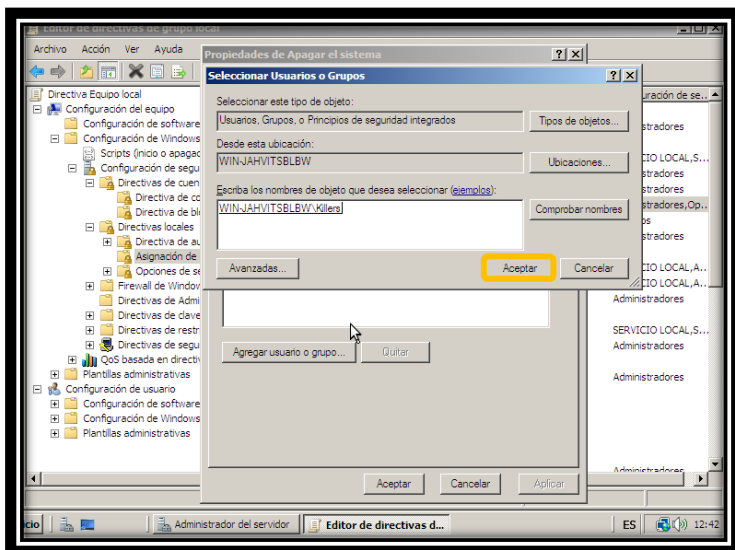 Editor de directivas de grupo local
Archivo Acción Ver Ayuda
Propiedades de Apagar el sistema
Seleccionar Usuarios o Grupos
Seleccionar este tipo de objeto:
Usuarios, Grupos, o Principios de seguridad integrados
Tipos de objetos...
Desde esta ubicación:
WIN-JAHVITSBLBW
Ubicaciones...
Escriba los nombres de objeto que desea seleccionar (ejemplos):
WIN-JAHVITSBLBW\Killers
Comprobar nombres
Avanzadas...
Aceptar
Cancelar
Directiva Equipo local
Configuración del equipo
Configuración de software
Configuración de Windows
Scripts (inicio o apagac
Configuración de segu
Directivas de cuen
Directiva de co
Directiva de bl
Directivas locales
Directiva de au
Asignación de
Opciones de se
Firewall de Window
Directivas de Admi
Directivas de clave
Directivas de restr
Directivas de segu
QoS basada en directiv
Plantillas administrativas
Configuración de usuario
Configuración de software
Configuración de Windows
Plantillas administrativas
Agregar usuario o grupo...
Quitar
Aceptar
Cancelar
Aplicar
uración de se...
stradores
CIO LOCAL,S...
stradores
stradores
stradores,Op..
os
stradores
CIO LOCAL,A..
CIO LOCAL,A..
Administradores
SERVICIO LOCAL,S...
Administradores
Administradores
Administradores
cio
Administrador del servidor
Editor de directivas d...
ES
12:42